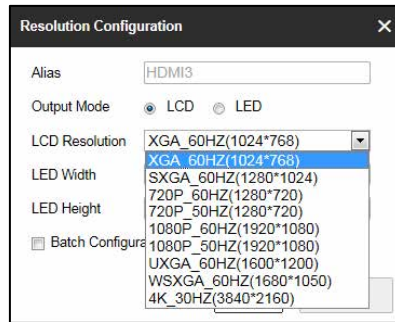 Resolution Configuration
Alias HDMI3
Output Mode LCD LED
LCD Resolution XGA_60HZ(1024*768)
XGA_60HZ(1024*768)
LED Width SXGA_60HZ(1280*1024)
720P_60HZ(1280*720)
LED Height 720P_50HZ(1280*720)
1080P_60HZ(1920*1080)
Batch Configura 1080P_50HZ(1920*1080)
UXGA_60HZ(1600*1200)
WSXGA_60HZ(1680*1050)
4K_30HZ(3840*2160)